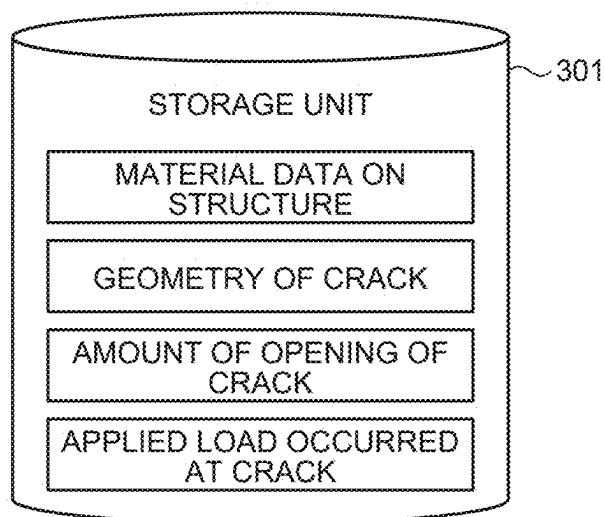 301
STORAGE UNIT
MATERIAL DATA ON
STRUCTURE
GEOMETRY OF CRACK
AMOUNT OF OPENING OF
CRACK
APPLIED LOAD OCCURRED
AT CRACK